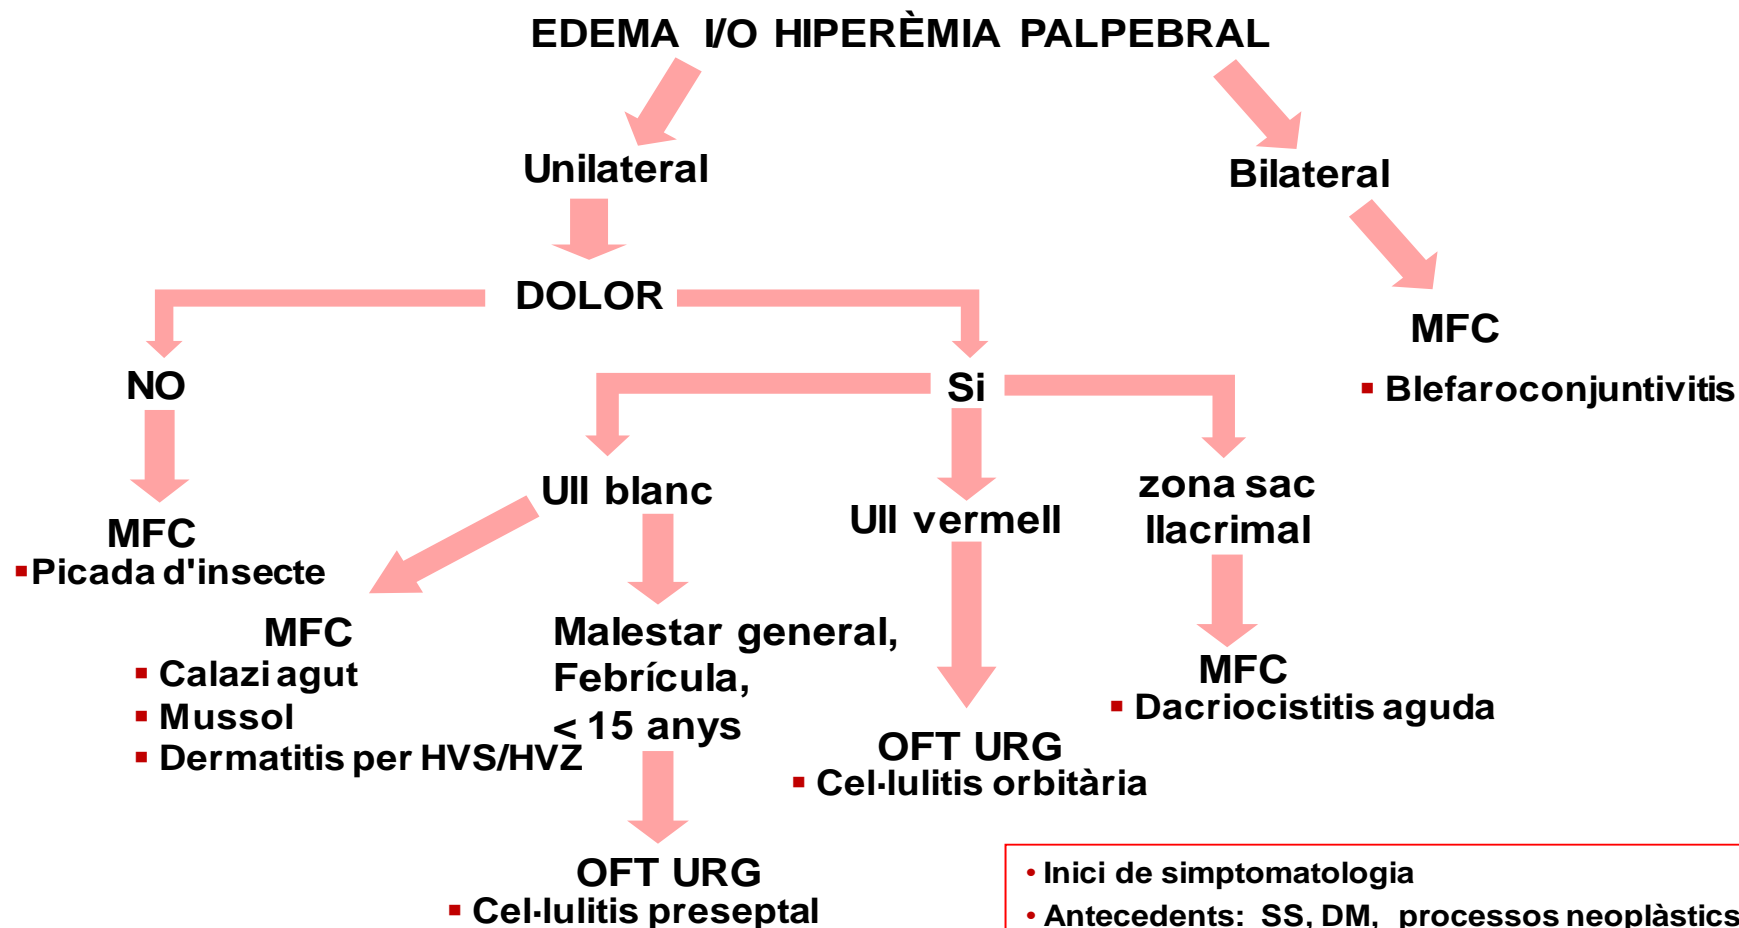 EDEMA I/O HIPERÈMIA PALPEBRAL
Unilateral
Bilateral
DOLOR
MFC
▪ Blefaroconjuntivitis
NO
Si
Ull blanc
Ull vermell
zona sac
llacrimal
MFC
▪ Picada d'insecte
MFC
▪ Calazi agut
▪ Mussol
▪ Dermatitis per HVS/HVZ
Malestar general,
Febrícula,
< 15 anys
MFC
▪ Dacriocistitis aguda
OFT URG
▪ Cel·lulitis orbitària
OFT URG
▪ Cel·lulitis preseptal
• Inici de simptomatologia
• Antecedents: SS, DM, processos neoplàstics